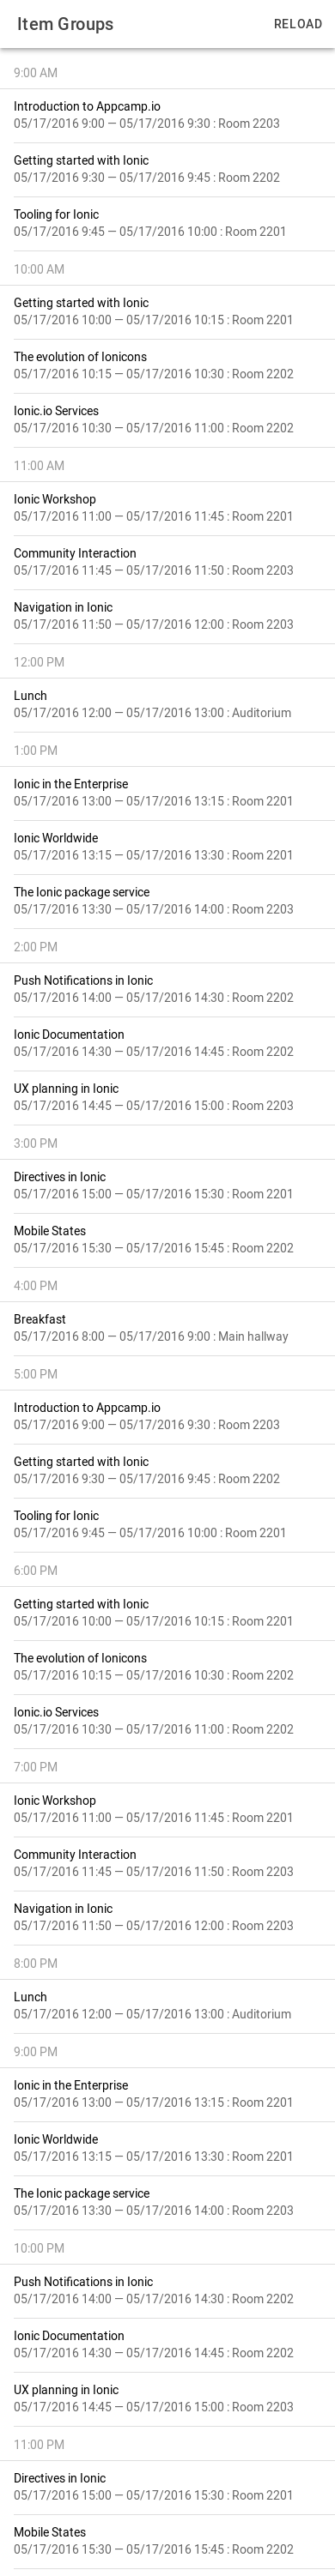 Item Groups
RELOAD
9:00 AM
Introduction to Appcamp.io
05/17/2016 9:00 — 05/17/2016 9:30 : Room 2203
Getting started with Ionic
05/17/2016 9:30 — 05/17/2016 9:45 : Room 2202
Tooling for Ionic
05/17/2016 9:45 — 05/17/2016 10:00 : Room 2201
10:00 AM
Getting started with Ionic
05/17/2016 10:00 — 05/17/2016 10:15 : Room 2201
The evolution of Ionicons
05/17/2016 10:15 — 05/17/2016 10:30 : Room 2202
Ionic.io Services
05/17/2016 10:30 — 05/17/2016 11:00 : Room 2202
11:00 AM
Ionic Workshop
05/17/2016 11:00 — 05/17/2016 11:45 : Room 2201
Community Interaction
05/17/2016 11:45 — 05/17/2016 11:50 : Room 2203
Navigation in Ionic
05/17/2016 11:50 — 05/17/2016 12:00 : Room 2203
12:00 PM
Lunch
05/17/2016 12:00 — 05/17/2016 13:00 : Auditorium
1:00 PM
Ionic in the Enterprise
05/17/2016 13:00 — 05/17/2016 13:15 : Room 2201
Ionic Worldwide
05/17/2016 13:15 — 05/17/2016 13:30 : Room 2201
The Ionic package service
05/17/2016 13:30 — 05/17/2016 14:00 : Room 2203
2:00 PM
Push Notifications in Ionic
05/17/2016 14:00 — 05/17/2016 14:30 : Room 2202
Ionic Documentation
05/17/2016 14:30 — 05/17/2016 14:45 : Room 2202
UX planning in Ionic
05/17/2016 14:45 — 05/17/2016 15:00 : Room 2203
3:00 PM
Directives in Ionic
05/17/2016 15:00 — 05/17/2016 15:30 : Room 2201
Mobile States
05/17/2016 15:30 — 05/17/2016 15:45 : Room 2202
4:00 PM
Breakfast
05/17/2016 8:00 — 05/17/2016 9:00 : Main hallway
5:00 PM
Introduction to Appcamp.io
05/17/2016 9:00 — 05/17/2016 9:30 : Room 2203
Getting started with Ionic
05/17/2016 9:30 — 05/17/2016 9:45 : Room 2202
Tooling for Ionic
05/17/2016 9:45 — 05/17/2016 10:00 : Room 2201
6:00 PM
Getting started with Ionic
05/17/2016 10:00 — 05/17/2016 10:15 : Room 2201
The evolution of Ionicons
05/17/2016 10:15 — 05/17/2016 10:30 : Room 2202
Ionic.io Services
05/17/2016 10:30 — 05/17/2016 11:00 : Room 2202
7:00 PM
Ionic Workshop
05/17/2016 11:00 — 05/17/2016 11:45 : Room 2201
Community Interaction
05/17/2016 11:45 — 05/17/2016 11:50 : Room 2203
Navigation in Ionic
05/17/2016 11:50 — 05/17/2016 12:00 : Room 2203
8:00 PM
Lunch
05/17/2016 12:00 — 05/17/2016 13:00 : Auditorium
9:00 PM
Ionic in the Enterprise
05/17/2016 13:00 — 05/17/2016 13:15 : Room 2201
Ionic Worldwide
05/17/2016 13:15 — 05/17/2016 13:30 : Room 2201
The Ionic package service
05/17/2016 13:30 — 05/17/2016 14:00 : Room 2203
10:00 PM
Push Notifications in Ionic
05/17/2016 14:00 — 05/17/2016 14:30 : Room 2202
Ionic Documentation
05/17/2016 14:30 — 05/17/2016 14:45 : Room 2202
UX planning in Ionic
05/17/2016 14:45 — 05/17/2016 15:00 : Room 2203
11:00 PM
Directives in Ionic
05/17/2016 15:00 — 05/17/2016 15:30 : Room 2201
Mobile States
05/17/2016 15:30 — 05/17/2016 15:45 : Room 2202